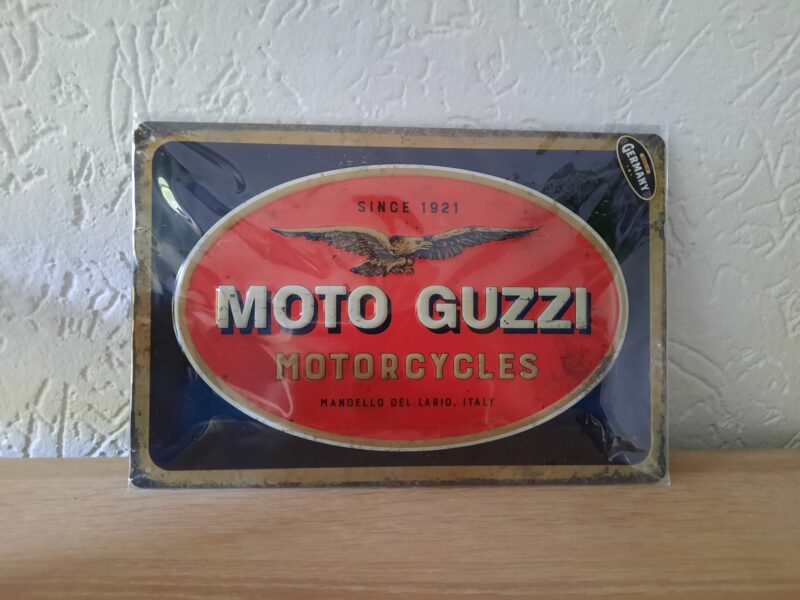 GERMANY
SINCE 1921
MOTO GUZZI
MOTORCYCLES
MANDELLO DEL LARIO, ITALY